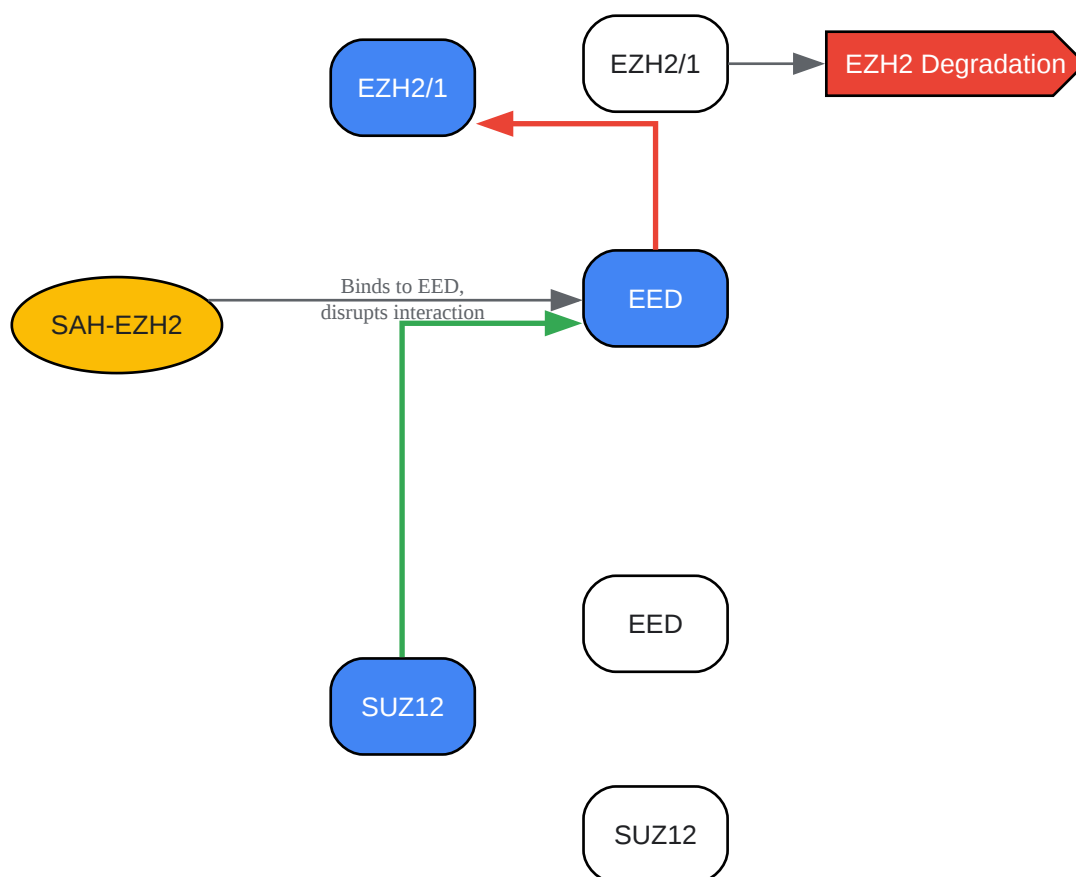 EZH2/1
EZH2/1
EZH2 Degradation
Binds to EED,
disrupts interaction
EED
SAH-EZH2
EED
SUZ12
SUZ12